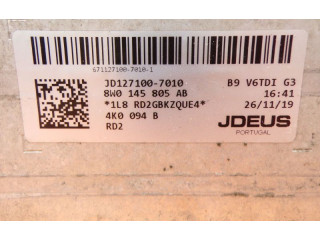 671127100-7010-1
JD127100-7010 B9 V6TDI G3
8W0 145 805 AB 16:41
*1L8 RD2GBKZQUE4* 26/11/19
4K0 094 B
RD2
JDEUS
PORTUGAL